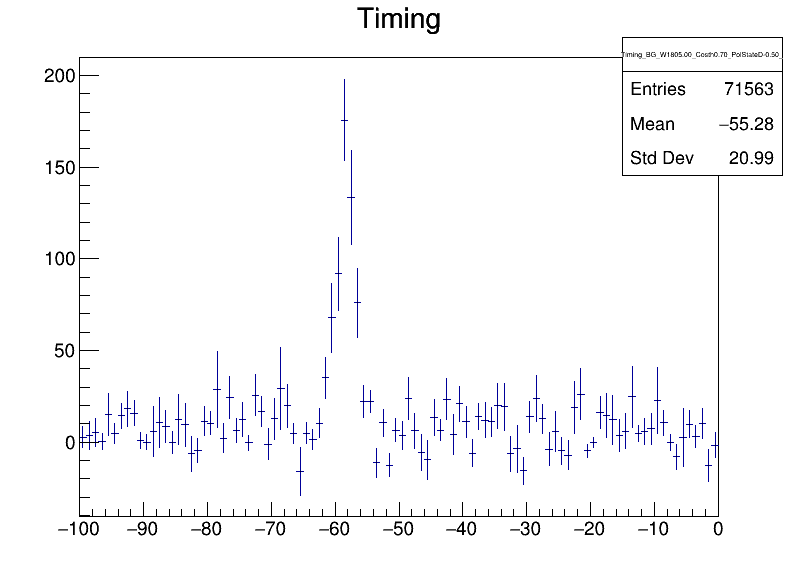 Timing
Timing_BG_W1805.00_Costh0.70_PolStateD-0.50_
Entries 71563
Mean −55.28
Std Dev 20.99
200
150
100
50
0
−100 −90 −80 −70 −60 −50 −40 −30 −20 −10 0